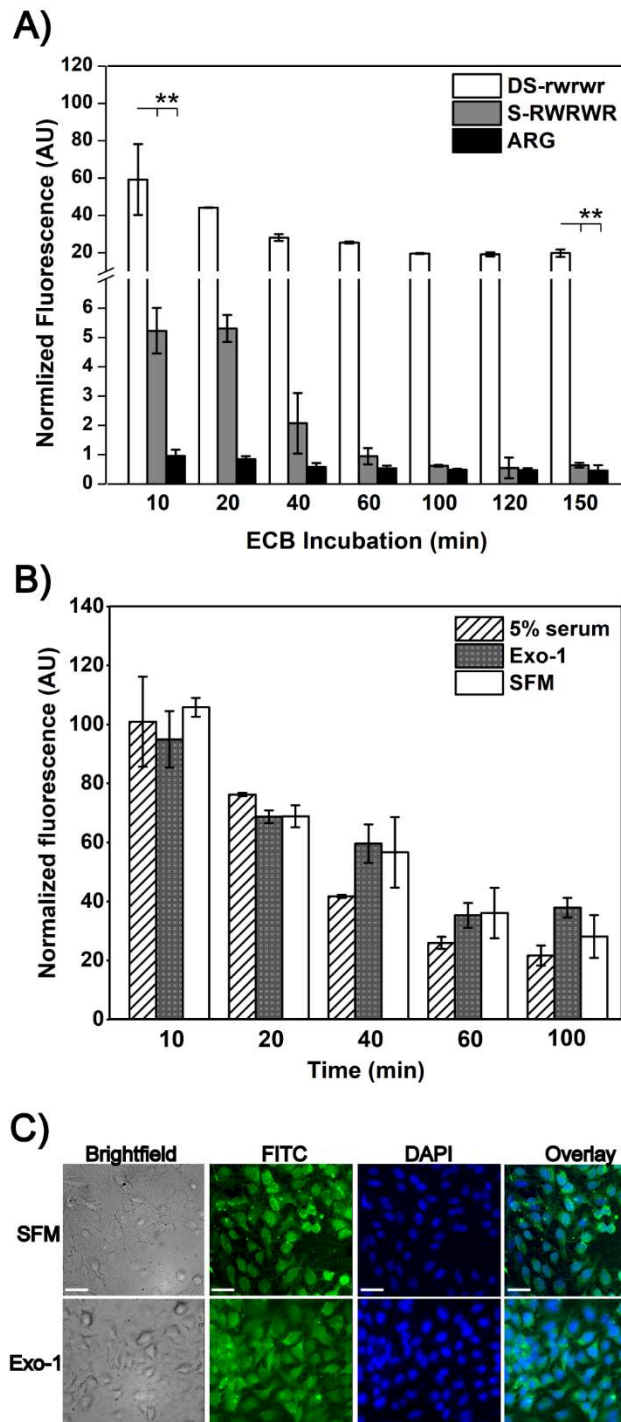 A)
Normlized Fluorescence (AU)
120
100
80
60
40
20
6
5
4
3
2
1
0
**
**
DS-rwrwr
S-RWRWR
ARG
10 20 40 60 100 120 150
ECB Incubation (min)
B)
Normalized fluorescence (AU)
140
120
100
80
60
40
20
0
5% serum
Exo-1
SFM
10 20 40 60 100
Time (min)
C)
Brightfield FITC DAPI Overlay
SFM
Exo-1